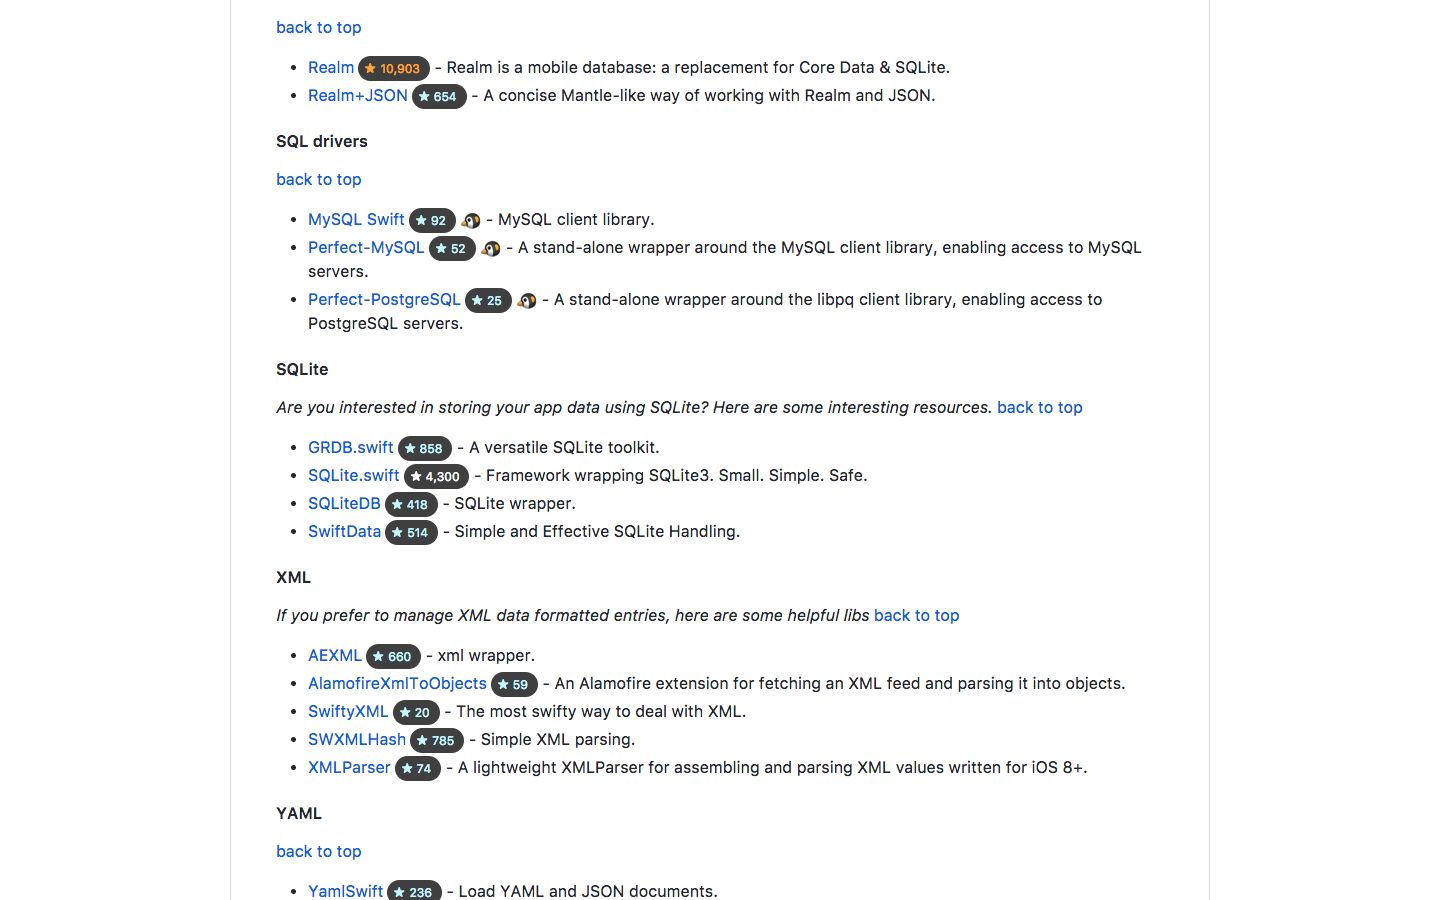 back to top
Realm ★ 10,903 - Realm is a mobile database: a replacement for Core Data & SQLite.
Realm+JSON ★ 654 - A concise Mantle-like way of working with Realm and JSON.
SQL drivers
back to top
MySQL Swift ★ 92 🐧 - MySQL client library.
Perfect-MySQL ★ 52 🐧 - A stand-alone wrapper around the MySQL client library, enabling access to MySQL
servers.
Perfect-PostgreSQL ★ 25 🐧 - A stand-alone wrapper around the libpq client library, enabling access to
PostgreSQL servers.
SQLite
Are you interested in storing your app data using SQLite? Here are some interesting resources. back to top
GRDB.swift ★ 858 - A versatile SQLite toolkit.
SQLite.swift ★ 4,300 - Framework wrapping SQLite3. Small. Simple. Safe.
SQLiteDB ★ 418 - SQLite wrapper.
SwiftData ★ 514 - Simple and Effective SQLite Handling.
XML
If you prefer to manage XML data formatted entries, here are some helpful libs back to top
AEXML ★ 660 - xml wrapper.
AlamofireXmlToObjects ★ 59 - An Alamofire extension for fetching an XML feed and parsing it into objects.
SwiftyXML ★ 20 - The most swifty way to deal with XML.
SWXMLHash ★ 785 - Simple XML parsing.
XMLParser ★ 74 - A lightweight XMLParser for assembling and parsing XML values written for iOS 8+.
YAML
back to top
YamlSwift ★ 236 - Load YAML and JSON documents.